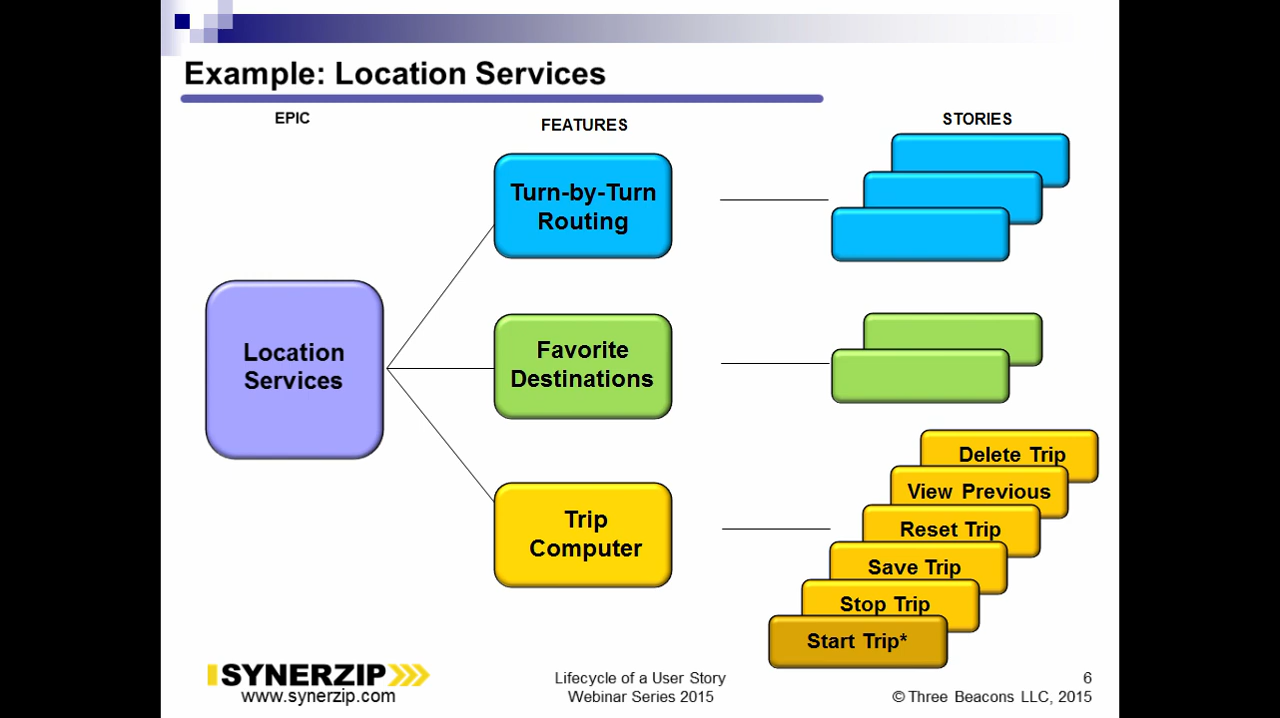 Example: Location Services
EPIC
FEATURES
STORIES
Turn-by-Turn
Routing
Location
Services
Favorite
Destinations
Trip
Computer
Delete Trip
View Previous
Reset Trip
Save Trip
Stop Trip
Start Trip*
SYNERZIP
www.synerzip.com
Lifecycle of a User Story
Webinar Series 2015
6
© Three Beacons LLC, 2015